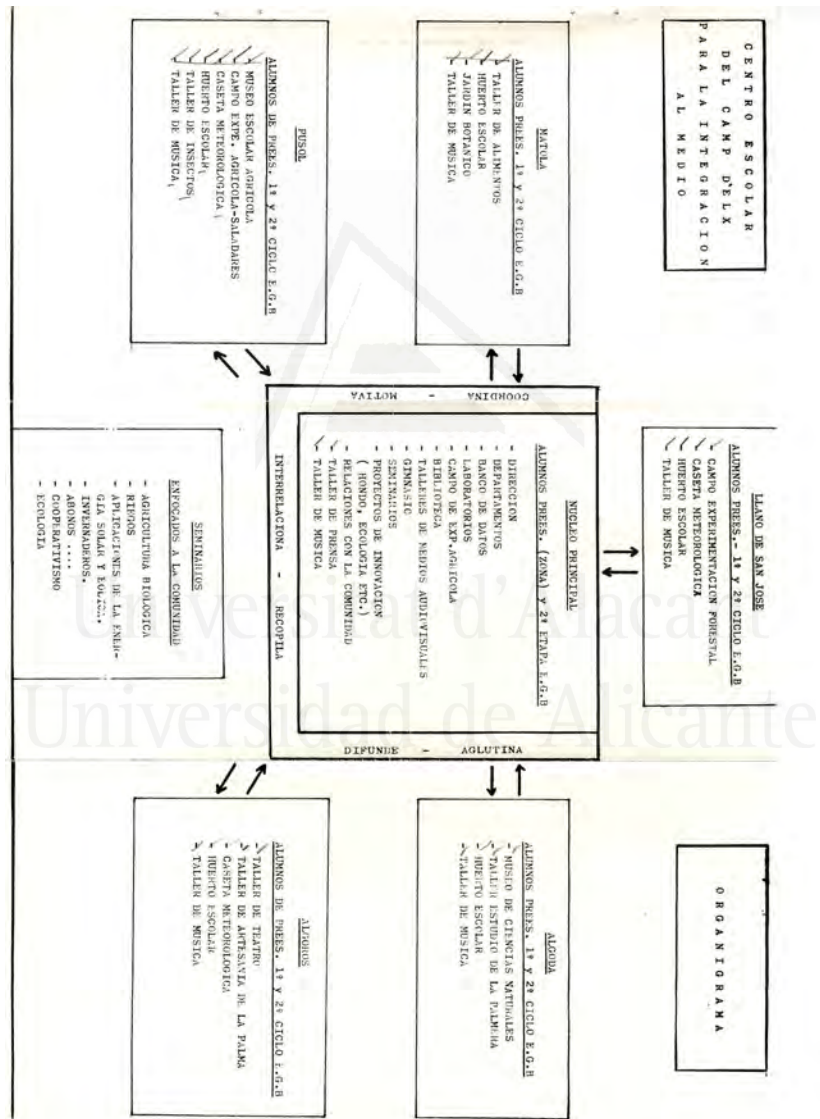 CENTRO ESCOLAR
DEL CAMP D'ELX
PARA LA INTEGRACION
AL MEDIO
LLANO DE SAN JOSE
ALUMNOS PREES.- 1º y 2º CICLO E.G.B
- CAMPO EXPERIMENTACION FORESTAL
- CASETA METEOROLOGICA
- HUERTO ESCOLAR
- TALLER DE MUSICA
ORGANIGRAMA
MATOLA
ALUMNOS PREES. 1º y 2º CICLO E.G.B
- TALLER DE ALIMENTOS
- HUERTO ESCOLAR
- JARDIN BOTANICO
- TALLER DE MUSICA
COORDINA - MOTIVA
NUCLEO PRINCIPAL
ALUMNOS PREES. (ZONA) y 2ª ETAPA E.G.B
- DIRECCION
- DEPARTAMENTOS
- BANCO DE DATOS
- LABORATORIOS
- CAMPO DE EXP.AGRICOLA
- BIBLIOTECA
- TALLERES DE MEDIOS AUDIOVISUALES
- GIMNASIO
- SEMINARIOS
- PROYECTOS DE INNOVACION
( HONDO, ECOLOGIA ETC.)
- RELACIONES CON LA COMUNIDAD
- TALLER DE PRENSA
- TALLER DE MUSICA
DIFUNDE - AGLUTINA
INTERRELACIONA - RECOPILA
ALGODA
ALUMNOS PREES. 1º y 2º CICLO E.G.B
- MUSEO DE CIENCIAS NATURALES
- TALLER ESTUDIO DE LA PALMERA
- HUERTO ESCOLAR
- TALLER DE MUSICA
PUSOL
ALUMNOS DE PREES. 1º y 2º CICLO E.G.B
MUSEO ESCOLAR AGRICOLA
CAMPO EXPE. AGRICOLA-SALADARES
CASETA METEOROLOGICA
HUERTO ESCOLAR
TALLER DE INSECTOS
TALLER DE MUSICA
SEMINARIOS
ENFOCADOS A LA COMUNIDAD
- AGRICULTURA BIOLOGICA
- RIEGOS
- APLICACIONES DE LA ENER-
GIA SOLAR Y EOLICA.
- INVERNADEROS.
- ABONOS ....
- COOPERATIVISMO
- ECOLOGIA
ALGOROS
ALUMNOS DE PREES. 1º y 2º CICLO E.G.B
- TALLER DE TEATRO
- TALLER DE ARTESANIA DE LA PALMA
- CASETA METEOROLOGICA
- HUERTO ESCOLAR
- TALLER DE MUSICA
Universitat d'Alacant
Universidad de Alicante